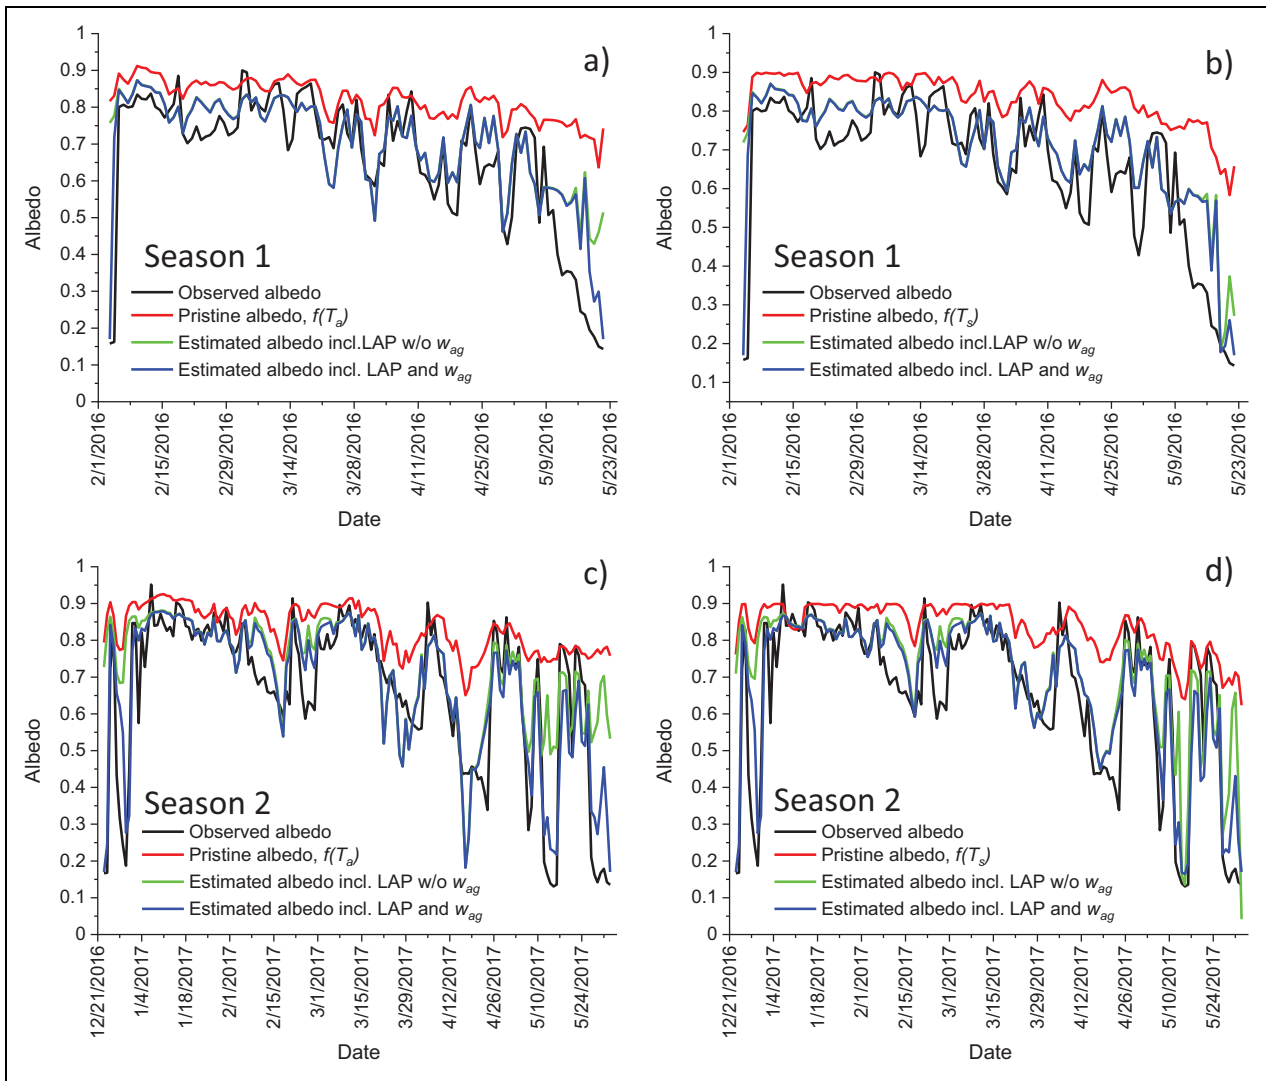 a)
1
0.9
0.8
0.7
0.6
0.5
0.4
0.3
0.2
0.1
0
Albedo
Season 1
Observed albedo
Pristine albedo, f(Ta)
Estimated albedo incl.LAP w/o wag
Estimated albedo incl. LAP and wag
2/1/2016
2/15/2016
2/29/2016
3/14/2016
3/28/2016
4/11/2016
4/25/2016
5/9/2016
5/23/2016
Date
b)
1
0.9
0.8
0.7
0.6
0.5
0.4
0.3
0.2
0.1
Albedo
Season 1
Observed albedo
Pristine albedo, f(Ts)
Estimated albedo incl.LAP w/o wag
Estimated albedo incl. LAP and wag
2/1/2016
2/15/2016
2/29/2016
3/14/2016
3/28/2016
4/11/2016
4/25/2016
5/9/2016
5/23/2016
Date
c)
1
0.9
0.8
0.7
0.6
0.5
0.4
0.3
0.2
0.1
0
Albedo
Season 2
Observed albedo
Pristine albedo, f(Ta)
Estimated albedo incl. LAP w/o wag
Estimated albedo incl. LAP and wag
12/21/2016
1/4/2017
1/18/2017
2/1/2017
2/15/2017
3/1/2017
3/15/2017
3/29/2017
4/12/2017
4/26/2017
5/10/2017
5/24/2017
Date
d)
1
0.9
0.8
0.7
0.6
0.5
0.4
0.3
0.2
0.1
0
Albedo
Season 2
Observed albedo
Pristine albedo, f(Ts)
Estimated albedo incl. LAP w/o wag
Estimated albedo incl. LAP and wag
12/21/2016
1/4/2017
1/18/2017
2/1/2017
2/15/2017
3/1/2017
3/15/2017
3/29/2017
4/12/2017
4/26/2017
5/10/2017
5/24/2017
Date